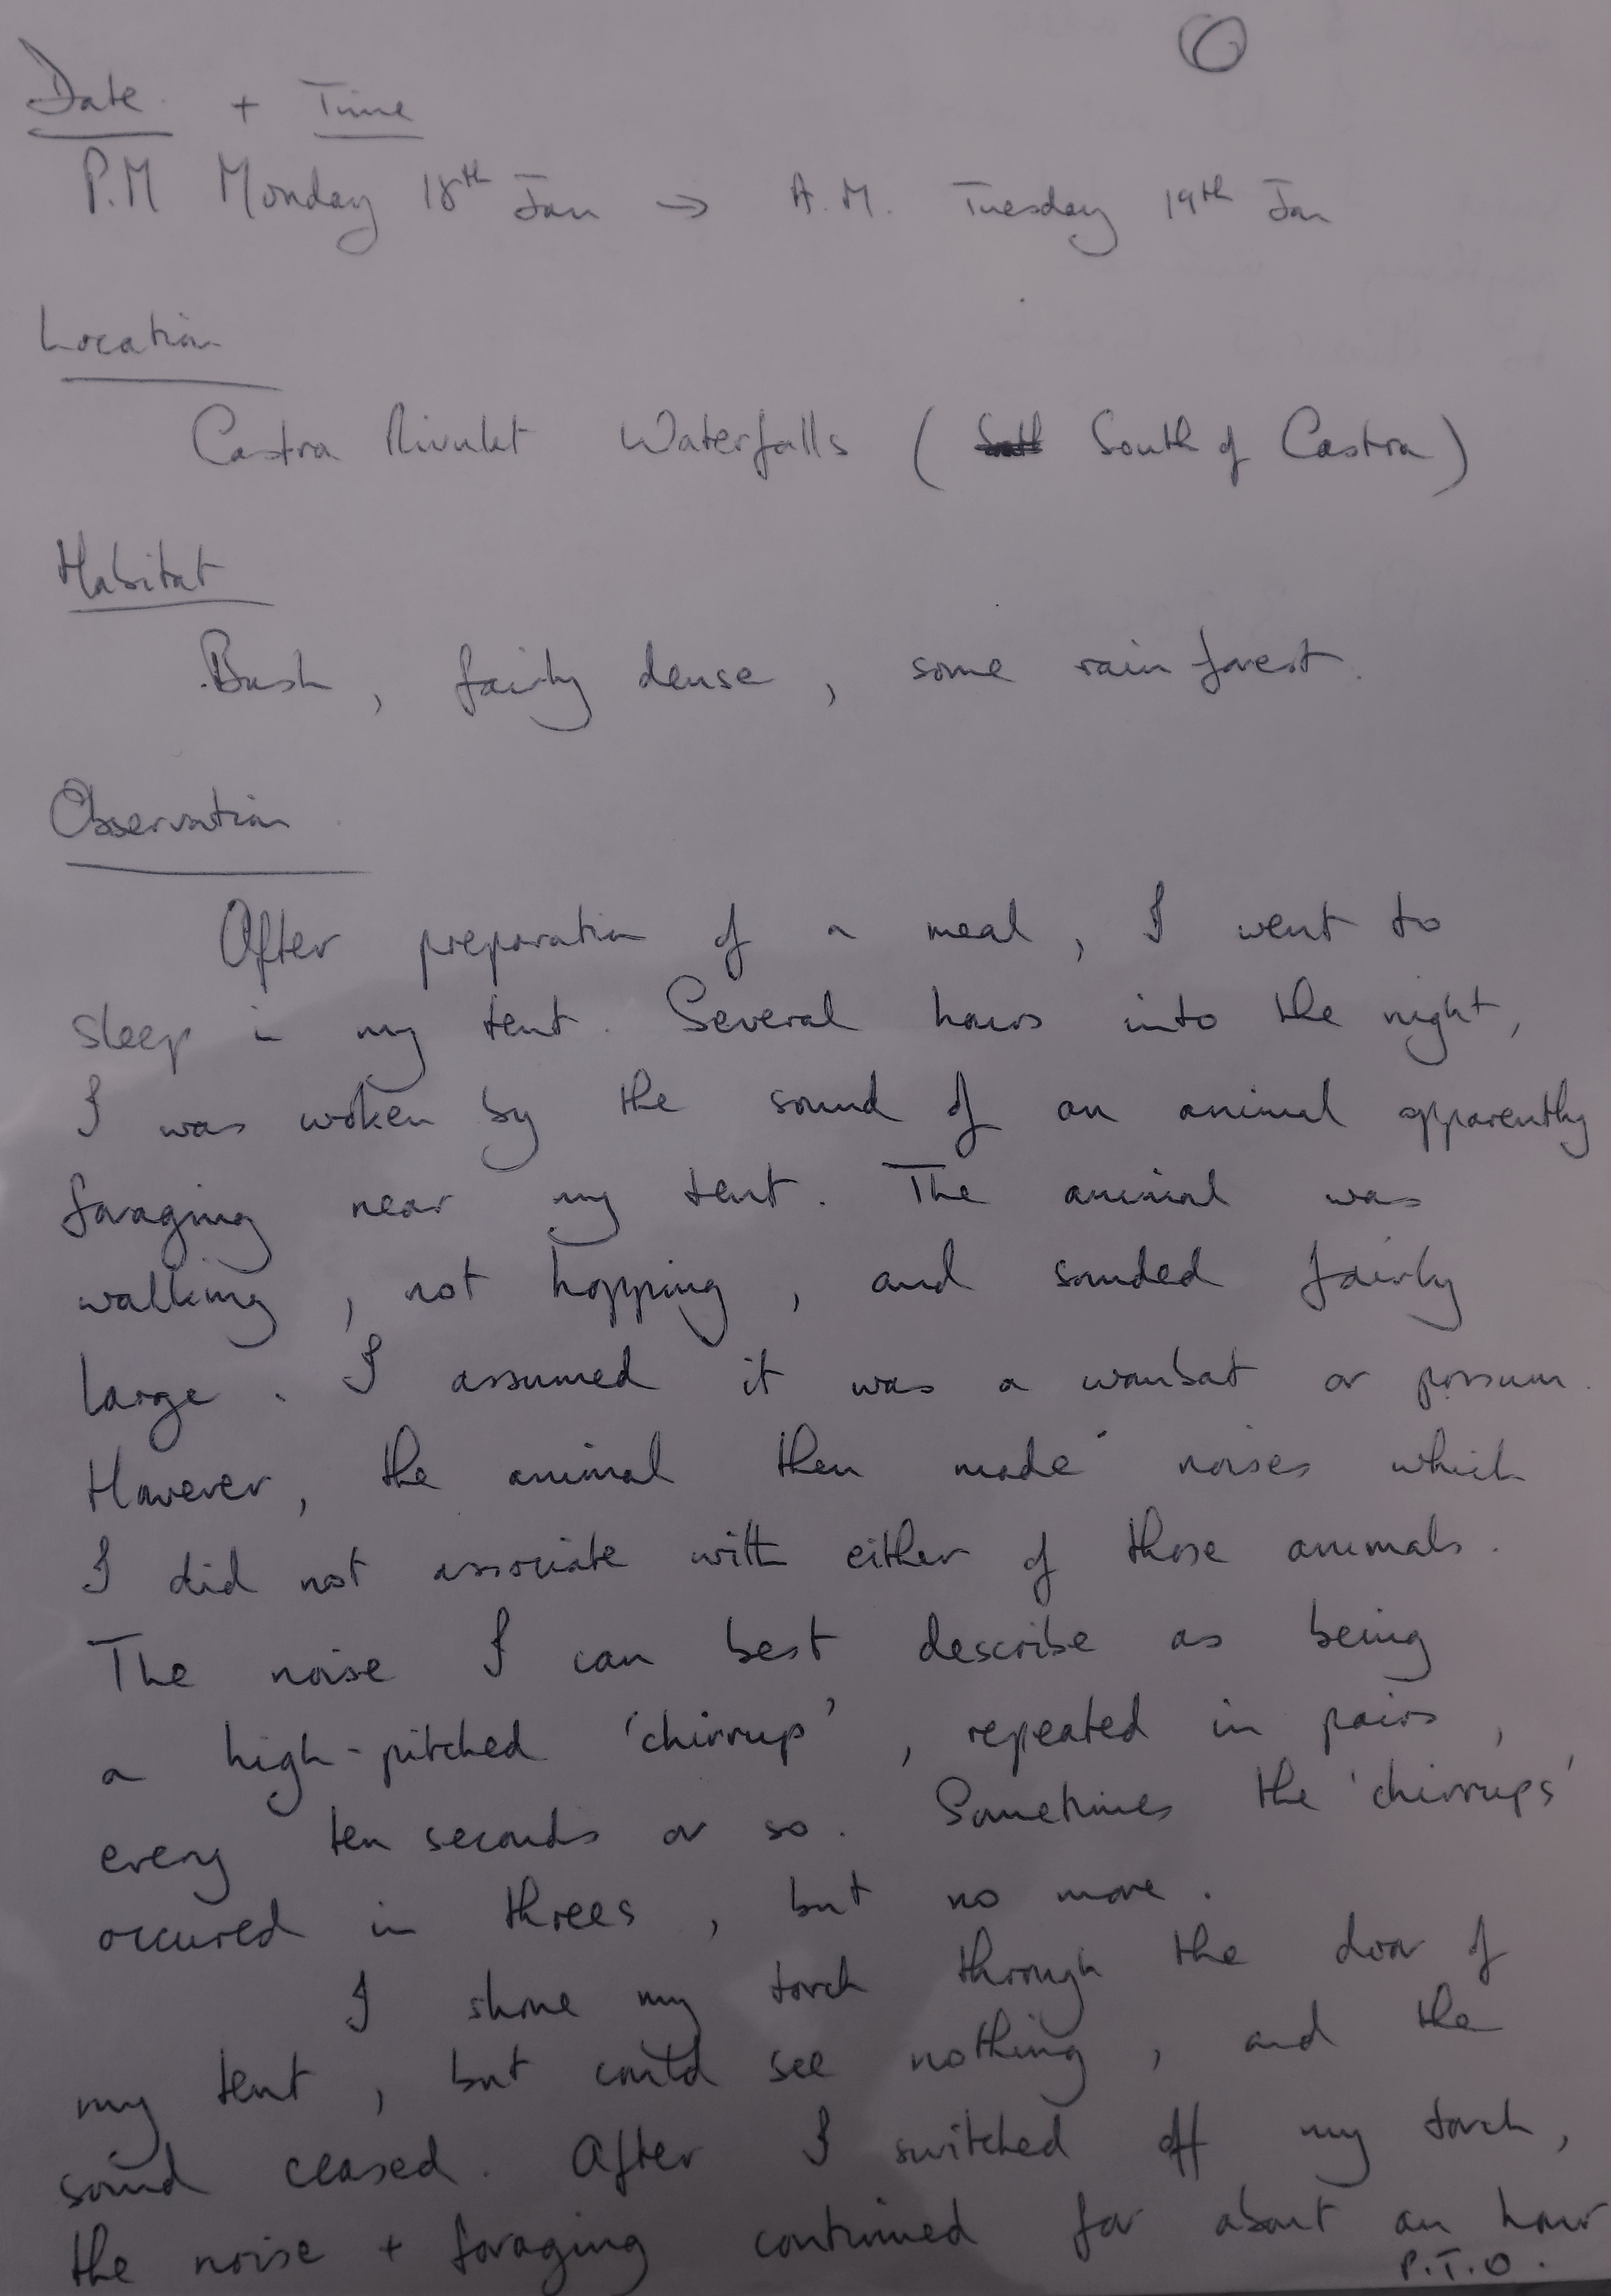 Date + Time
P.M Monday 18th Jan → A.M. Tuesday 19th Jan
Location
Castra Rivulet Waterfalls ( South of Castra)
Habitat
Bush, fairly dense, some rain forest.
Observation
After preparation of a meal, I went to
sleep in my tent. Several hours into the night,
I was woken by the sound of an animal apparently
foraging near my tent. The animal was
walking, not hopping, and sounded fairly
large. I assumed it was a wombat or possum.
However, the animal then made noises which
I did not associate with either of those animals.
The noise I can best describe as being
a high-pitched 'chirrup', repeated in pairs,
every ten seconds or so. Sometimes the 'chirrups'
occured in threes, but no more.
I shone my torch through the door of
my tent, but could see nothing, and the
sound ceased. After I switched off my torch,
the noise + foraging continued for about an hour
P.T.O.